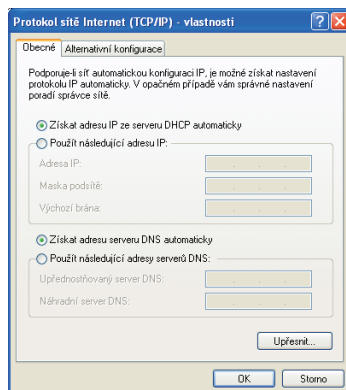 Protokol sítě Internet (TCP/IP) - vlastnosti
Obecné Alternativní konfigurace
Podporuje-li síť automatickou konfiguraci IP, je možné získat nastavení
protokolu IP automaticky. V opačném případě vám správné nastavení
poradí správce sítě.
Získat adresu IP ze serveru DHCP automaticky
Použít následující adresu IP:
Adresa IP:
Maska podsítě:
Výchozí brána:
Získat adresu serveru DNS automaticky
Použít následující adresy serverů DNS:
Upřednostňovaný server DNS:
Náhradní server DNS:
Upřesnit...
OK Storno